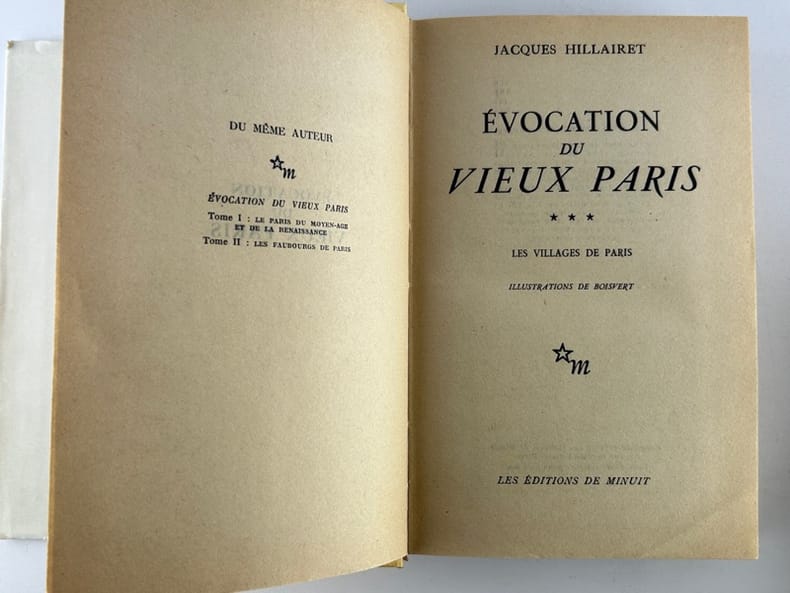 DU MÊME AUTEUR
m
ÉVOCATION DU VIEUX PARIS
Tome I : LE PARIS DU MOYEN-AGE
ET DE LA RENAISSANCE
Tome II : LES FAUBOURGS DE PARIS
JACQUES HILLAIRET
ÉVOCATION
DU
VIEUX PARIS
★ ★ ★
LES VILLAGES DE PARIS
ILLUSTRATIONS DE BOISVERT
m
LES ÉDITIONS DE MINUIT